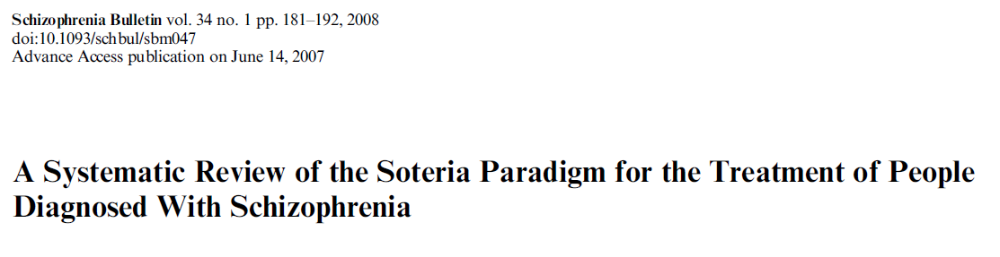 Schizophrenia Bulletin vol. 34 no. 1 pp. 181–192, 2008
doi:10.1093/schbul/sbm047
Advance Access publication on June 14, 2007
A Systematic Review of the Soteria Paradigm for the Treatment of People
Diagnosed With Schizophrenia